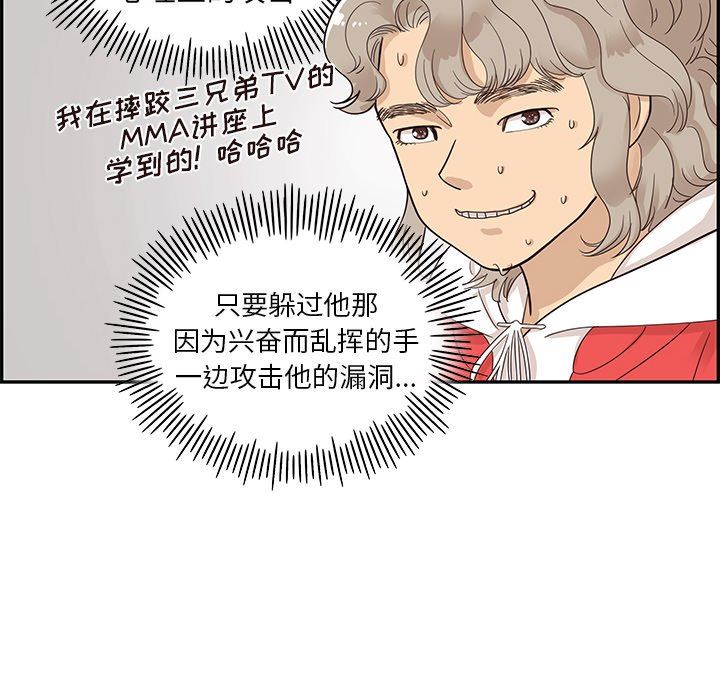 我在摔跤三兄弟TV的
MMA讲座上
学到的! 哈哈哈
只要躲过他那
因为兴奋而乱挥的手
一边攻击他的漏洞...